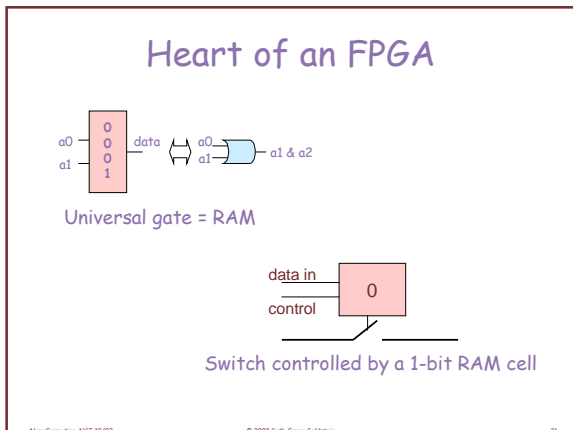 Heart of an FPGA
a0
a1
0
0
0
1
data
a0
a1
a1 & a2
Universal gate = RAM
data in
control
0
Switch controlled by a 1-bit RAM cell